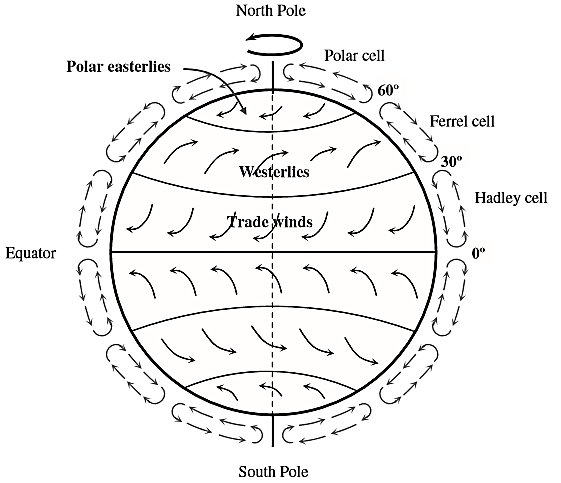 North Pole
Polar cell
Polar easterlies
60º
Ferrel cell
30º
Westerlies
Hadley cell
Trade winds
Equator
0º
South Pole